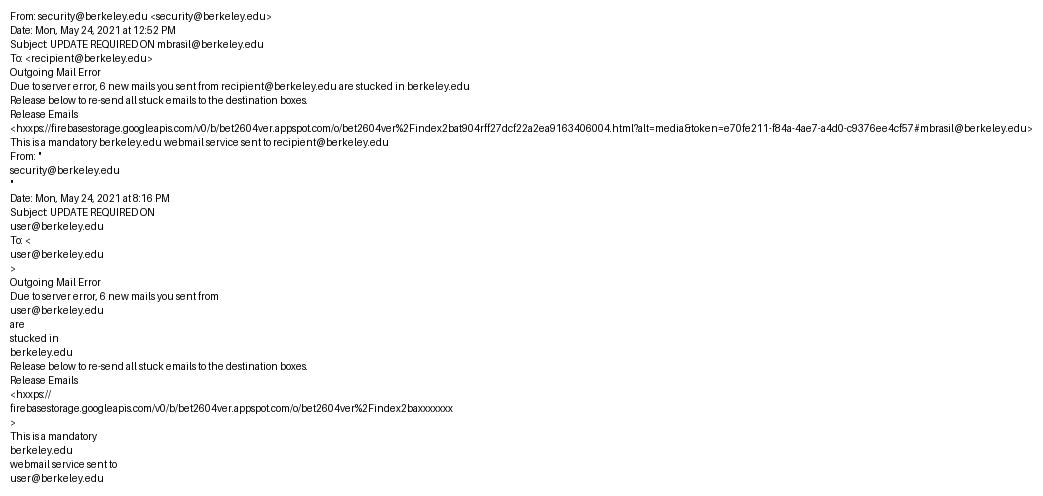 From: security@berkeley.edu <security@berkeley.edu>
Date: Mon, May 24, 2021 at 12:52 PM
Subject: UPDATE REQUIRED ON mbrasil@berkeley.edu
To: <recipient@berkeley.edu>
Outgoing Mail Error
Due to server error, 6 new mails you sent from recipient@berkeley.edu are stucked in berkeley.edu
Release below to re-send all stuck emails to the destination boxes.
Release Emails
<hxxps://firebasestorage.googleapis.com/v0/b/bet2604ver.appspot.com/o/bet2604ver%2Findex2bat904rff27dcf22a2ea9163406004.html?alt=media&token=e70fe211-f84a-4ae7-a4d0-c9376ee4cf57#mbrasil@berkeley.edu>
This is a mandatory berkeley.edu webmail service sent to recipient@berkeley.edu
From: "
security@berkeley.edu
"
Date: Mon, May 24, 2021 at 8:16 PM
Subject: UPDATE REQUIRED ON
user@berkeley.edu
To: <
user@berkeley.edu
>
Outgoing Mail Error
Due to server error, 6 new mails you sent from
user@berkeley.edu
are
stucked in
berkeley.edu
Release below to re-send all stuck emails to the destination boxes.
Release Emails
<hxxps://
firebasestorage.googleapis.com/v0/b/bet2604ver.appspot.com/o/bet2604ver%2Findex2baxxxxxxx
>
This is a mandatory
berkeley.edu
webmail service sent to
user@berkeley.edu